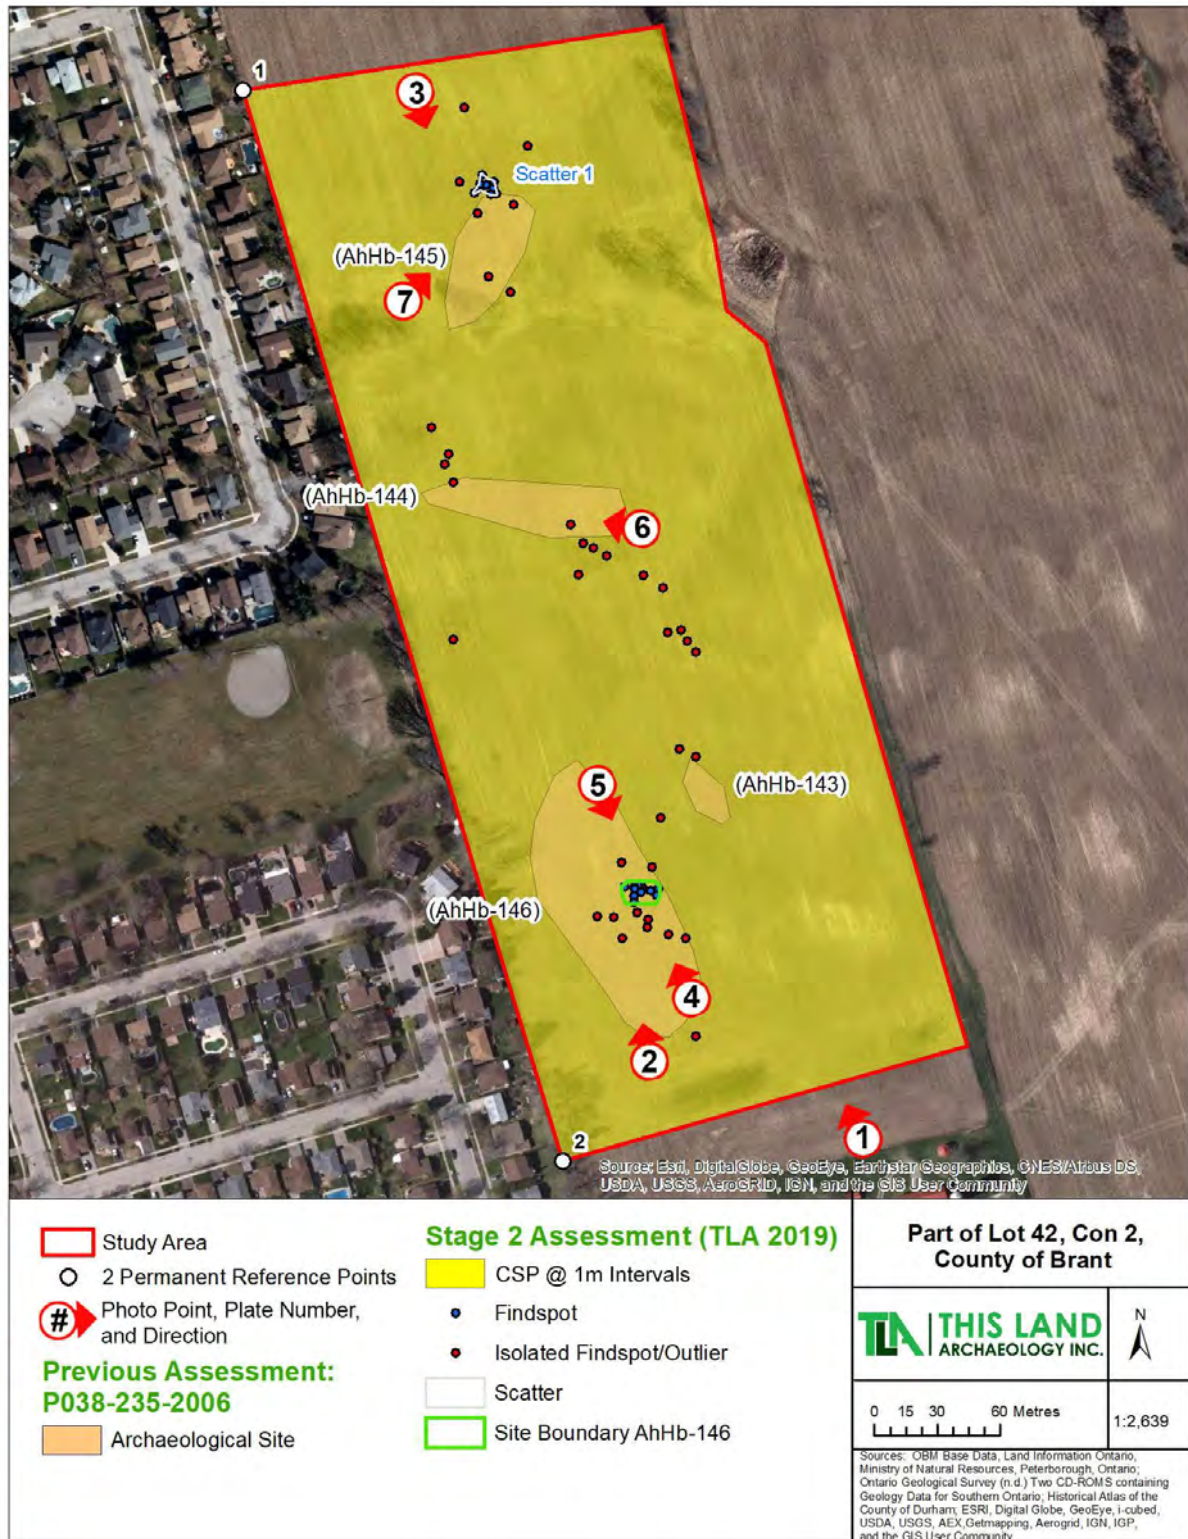 1
3
Scatter 1
(AhHb-145)
7
(AhHb-144)
6
5
(AhHb-143)
(AhHb-146)
4
2
1
2
Source: Esri, DigitalGlobe, GeoEye, Earthstar Geographics, CNES/Airbus DS,
USDA, USGS, AeroGRID, IGN, and the GIS User Community
Study Area
2 Permanent Reference Points
# Photo Point, Plate Number,
and Direction
Previous Assessment:
P038-235-2006
Archaeological Site
Stage 2 Assessment (TLA 2019)
CSP @ 1m Intervals
Findspot
Isolated Findspot/Outlier
Scatter
Site Boundary AhHb-146
Part of Lot 42, Con 2,
County of Brant
TLA THIS LAND
ARCHAEOLOGY INC.
N
0 15 30 60 Metres
1:2,639
Sources: OBM Base Data, Land Information Ontario,
Ministry of Natural Resources, Peterborough, Ontario;
Ontario Geological Survey (n.d.) Two CD-ROMS containing
Geology Data for Southern Ontario; Historical Atlas of the
County of Durham; ESRI, Digital Globe, GeoEye, i-cubed,
USDA, USGS, AEX,Getmapping, Aerogrid, IGN, IGP,
and the GIS User Community